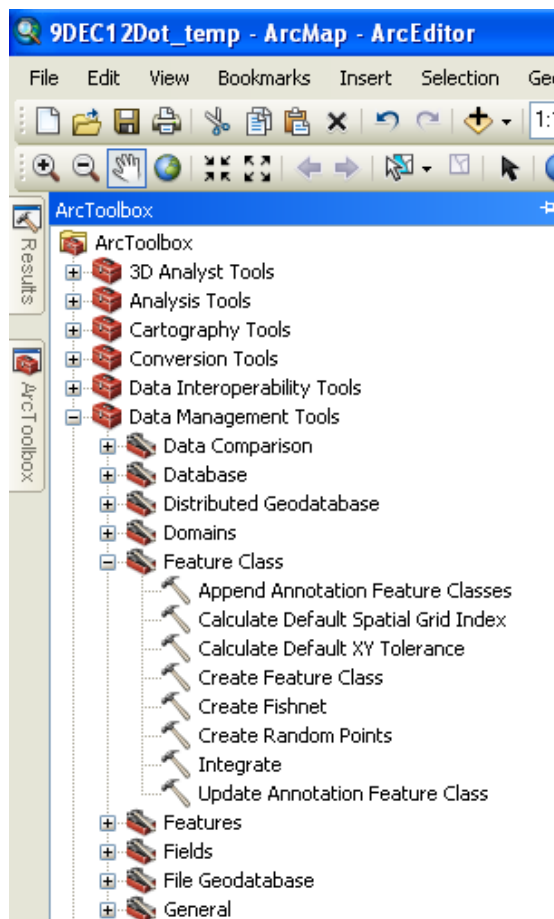 9DEC12Dot_temp - ArcMap - ArcEditor
File Edit View Bookmarks Insert Selection
ArcToolbox
Results
ArcToolbox
ArcToolbox
3D Analyst Tools
Analysis Tools
Cartography Tools
Conversion Tools
Data Interoperability Tools
Data Management Tools
Data Comparison
Database
Distributed Geodatabase
Domains
Feature Class
Append Annotation Feature Classes
Calculate Default Spatial Grid Index
Calculate Default XY Tolerance
Create Feature Class
Create Fishnet
Create Random Points
Integrate
Update Annotation Feature Class
Features
Fields
File Geodatabase
General